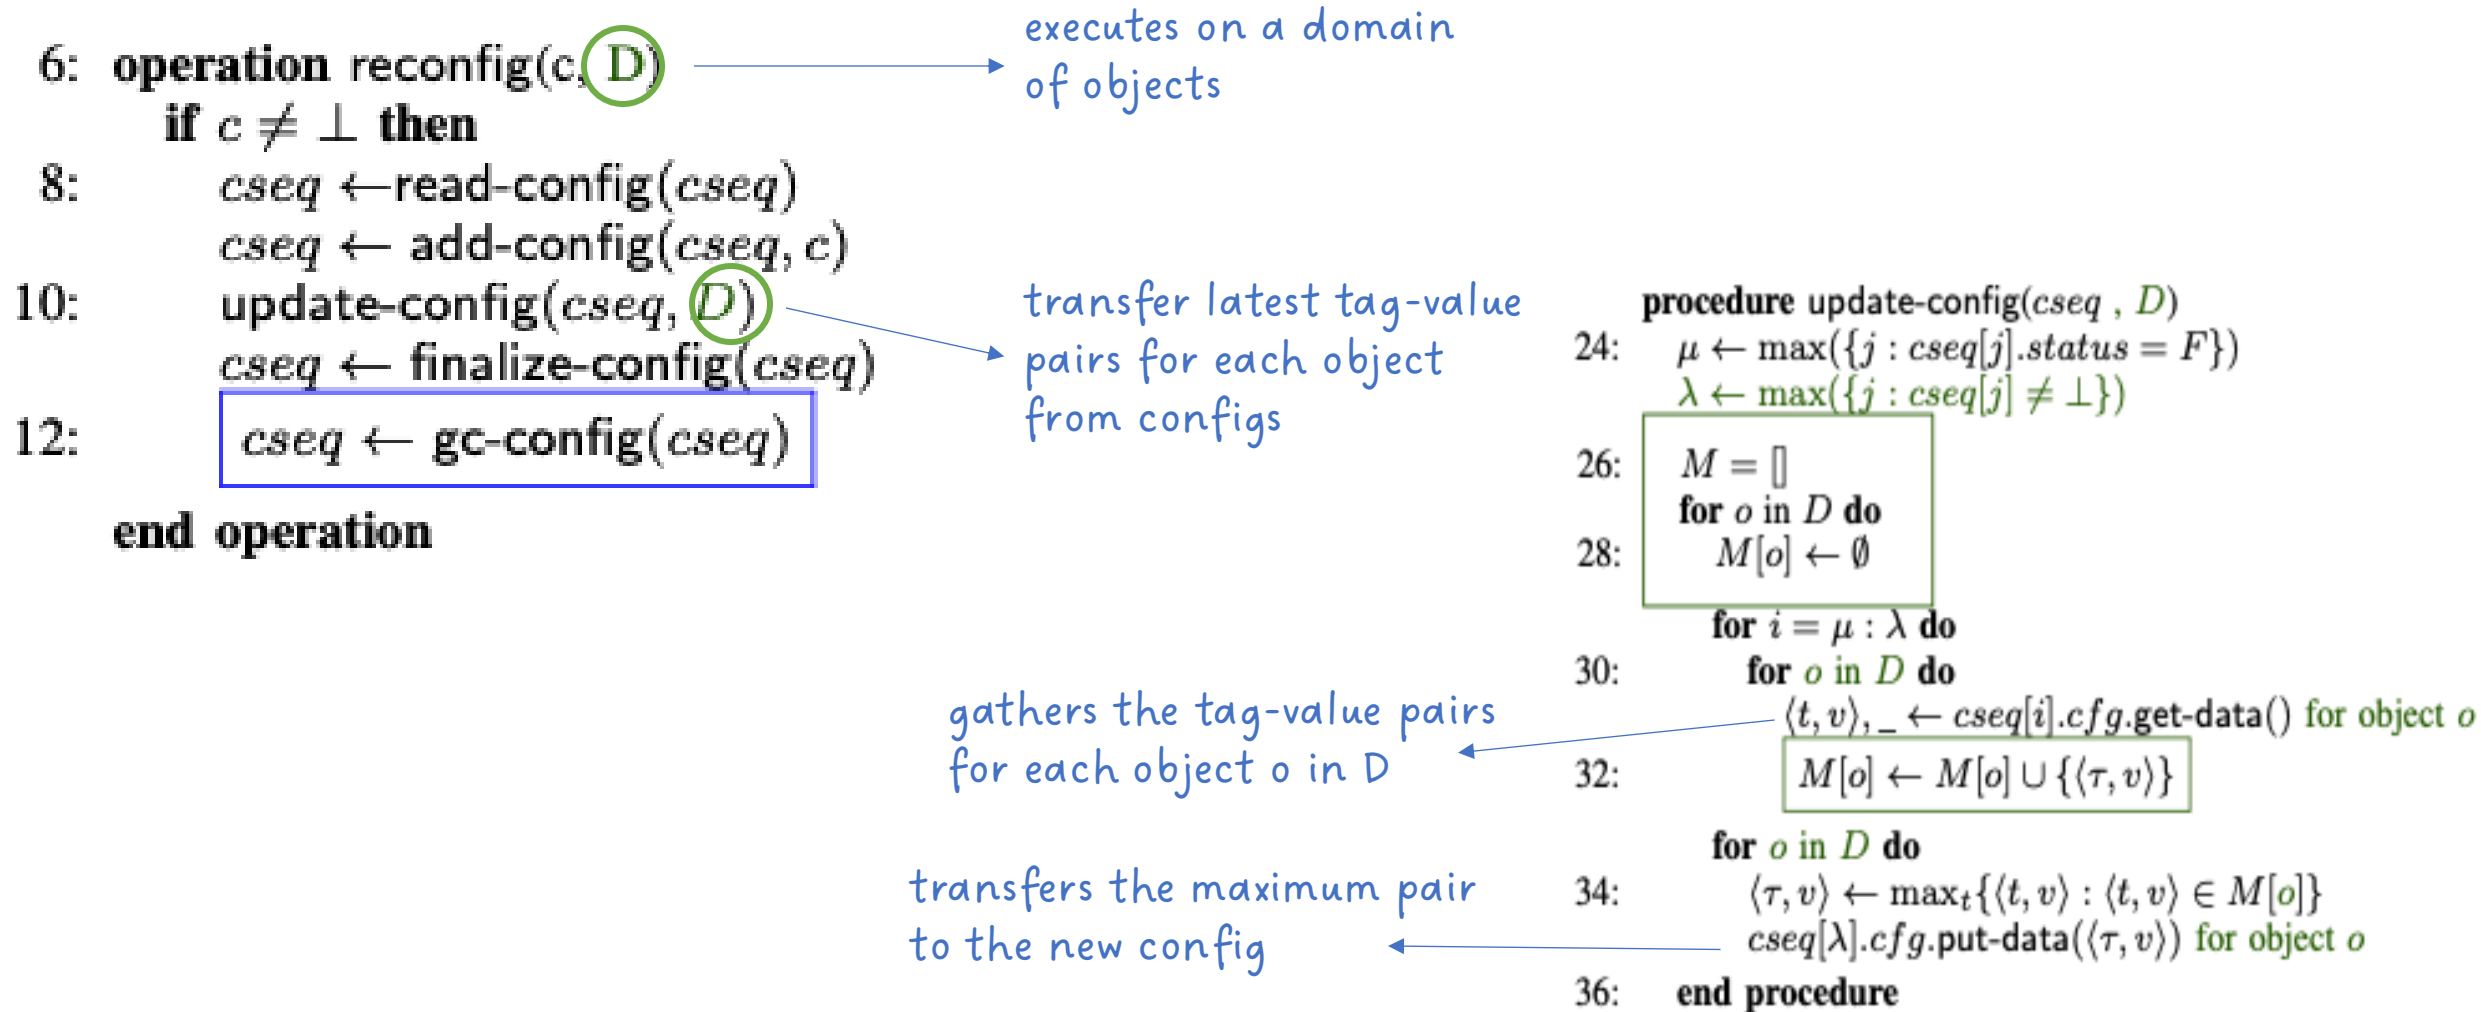 6: operation reconfig(c, D)
if c ≠ ⊥ then
8: cseq ←read-config(cseq)
cseq ← add-config(cseq, c)
10: update-config(cseq, D)
cseq ← finalize-config(cseq)
12: cseq ← gc-config(cseq)
end operation
executes on a domain
of objects
transfer latest tag-value
pairs for each object
from configs
gathers the tag-value pairs
for each object o in D
transfers the maximum pair
to the new config
procedure update-config(cseq , D)
24: μ ← max({j : cseq[j].status = F})
λ ← max({j : cseq[j] ≠ ⊥})
26: M = []
for o in D do
28: M[o] ← ∅
for i = μ : λ do
30: for o in D do
⟨t, v⟩, _ ← cseq[i].cfg.get-data() for object o
32: M[o] ← M[o] ∪ {⟨τ, v⟩}
for o in D do
34: ⟨τ, v⟩ ← maxₜ{⟨t, v⟩ : ⟨t, v⟩ ∈ M[o]}
cseq[λ].cfg.put-data(⟨τ, v⟩) for object o
36: end procedure